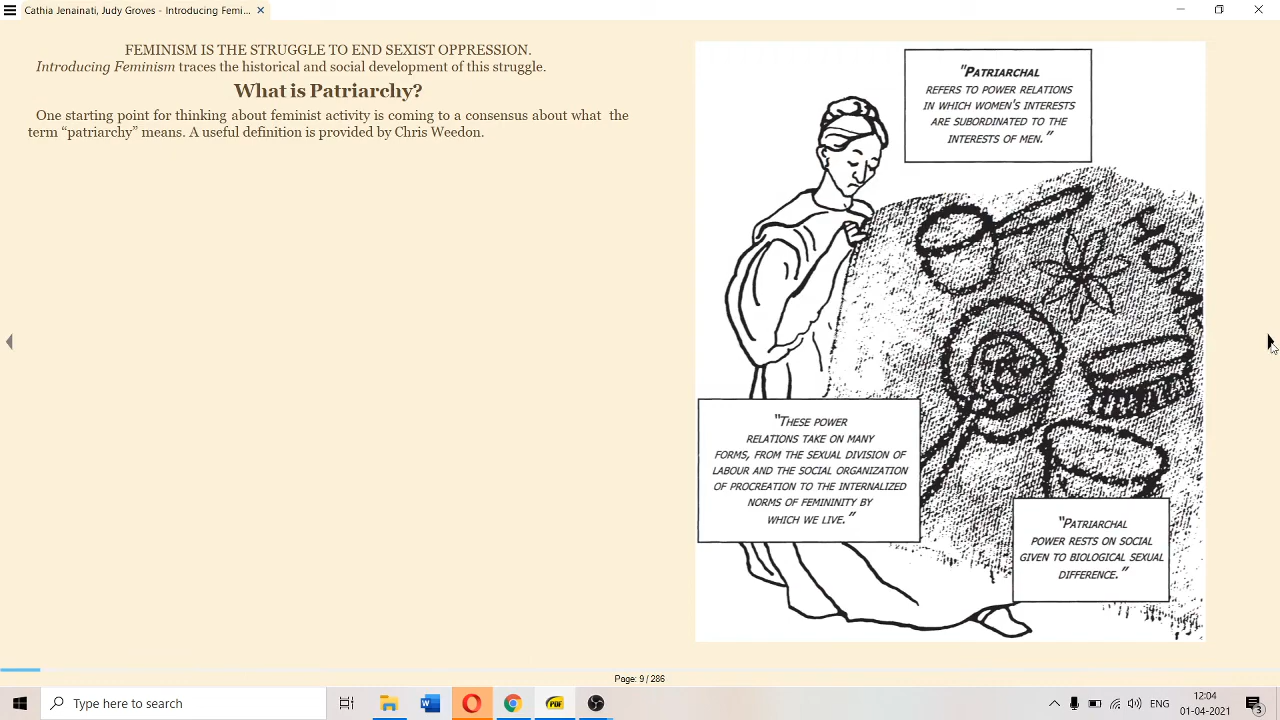 Cathia Jenainati, Judy Groves - Introducing Femi...
FEMINISM IS THE STRUGGLE TO END SEXIST OPPRESSION.
Introducing Feminism traces the historical and social development of this struggle.
What is Patriarchy?
One starting point for thinking about feminist activity is coming to a consensus about what the
term “patriarchy” means. A useful definition is provided by Chris Weedon.
"PATRIARCHAL
REFERS TO POWER RELATIONS
IN WHICH WOMEN'S INTERESTS
ARE SUBORDINATED TO THE
INTERESTS OF MEN.”
HOME
“THESE POWER
RELATIONS TAKE ON MANY
FORMS, FROM THE SEXUAL DIVISION OF
LABOUR AND THE SOCIAL ORGANIZATION
OF PROCREATION TO THE INTERNALIZED
NORMS OF FEMININITY BY
WHICH WE LIVE.”
“PATRIARCHAL
POWER RESTS ON SOCIAL
GIVEN TO BIOLOGICAL SEXUAL
DIFFERENCE.”
Page: 9 / 286
Type here to search
PDF
ENG
12:04
01-04-2021
3